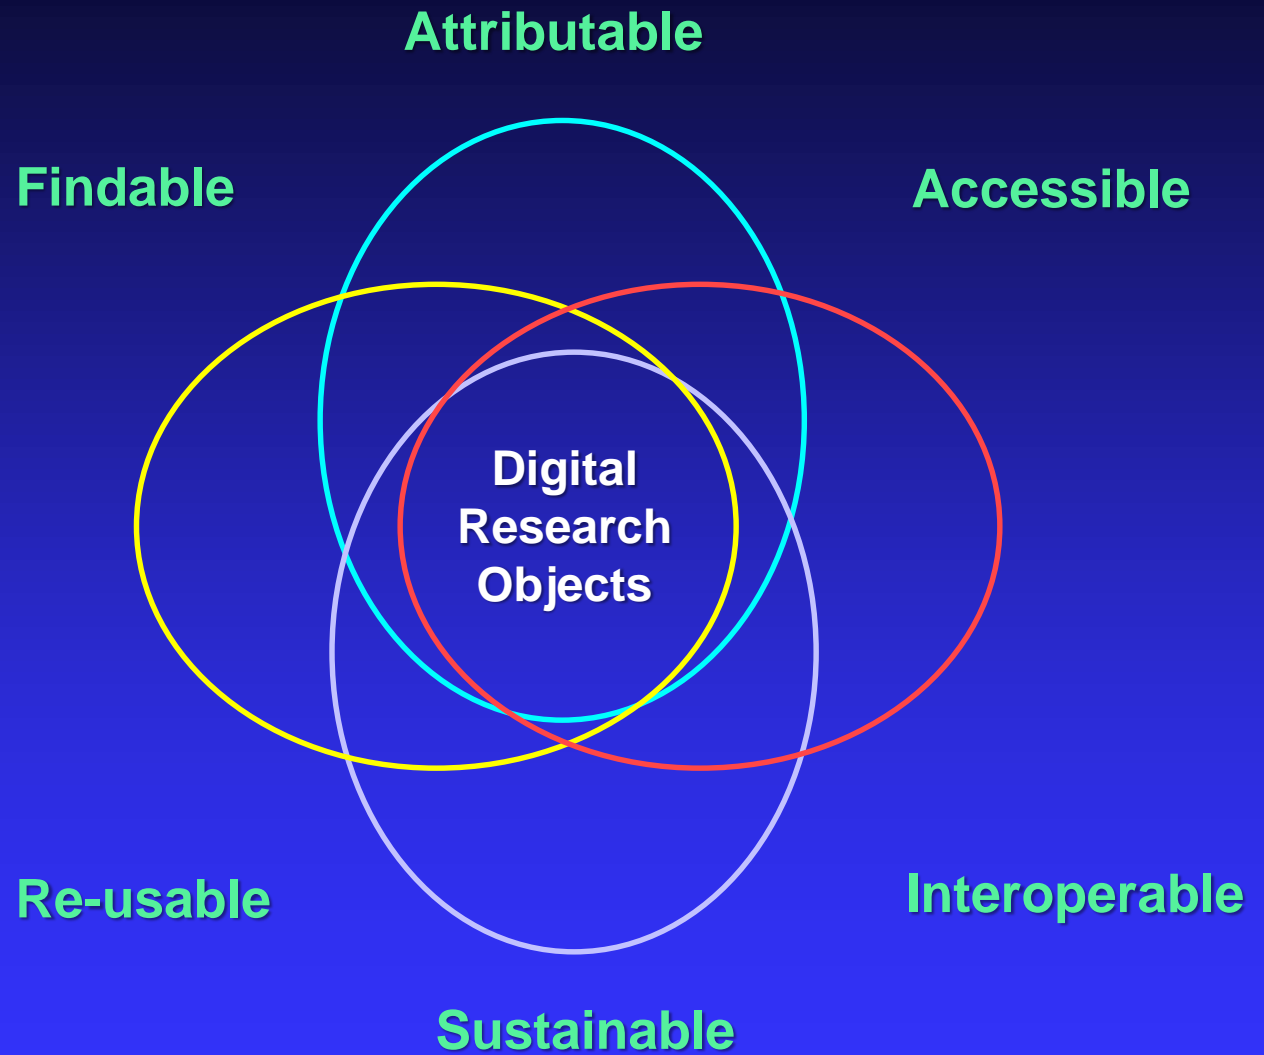 Attributable
Findable
Accessible
Digital
Research
Objects
Re-usable
Interoperable
Sustainable